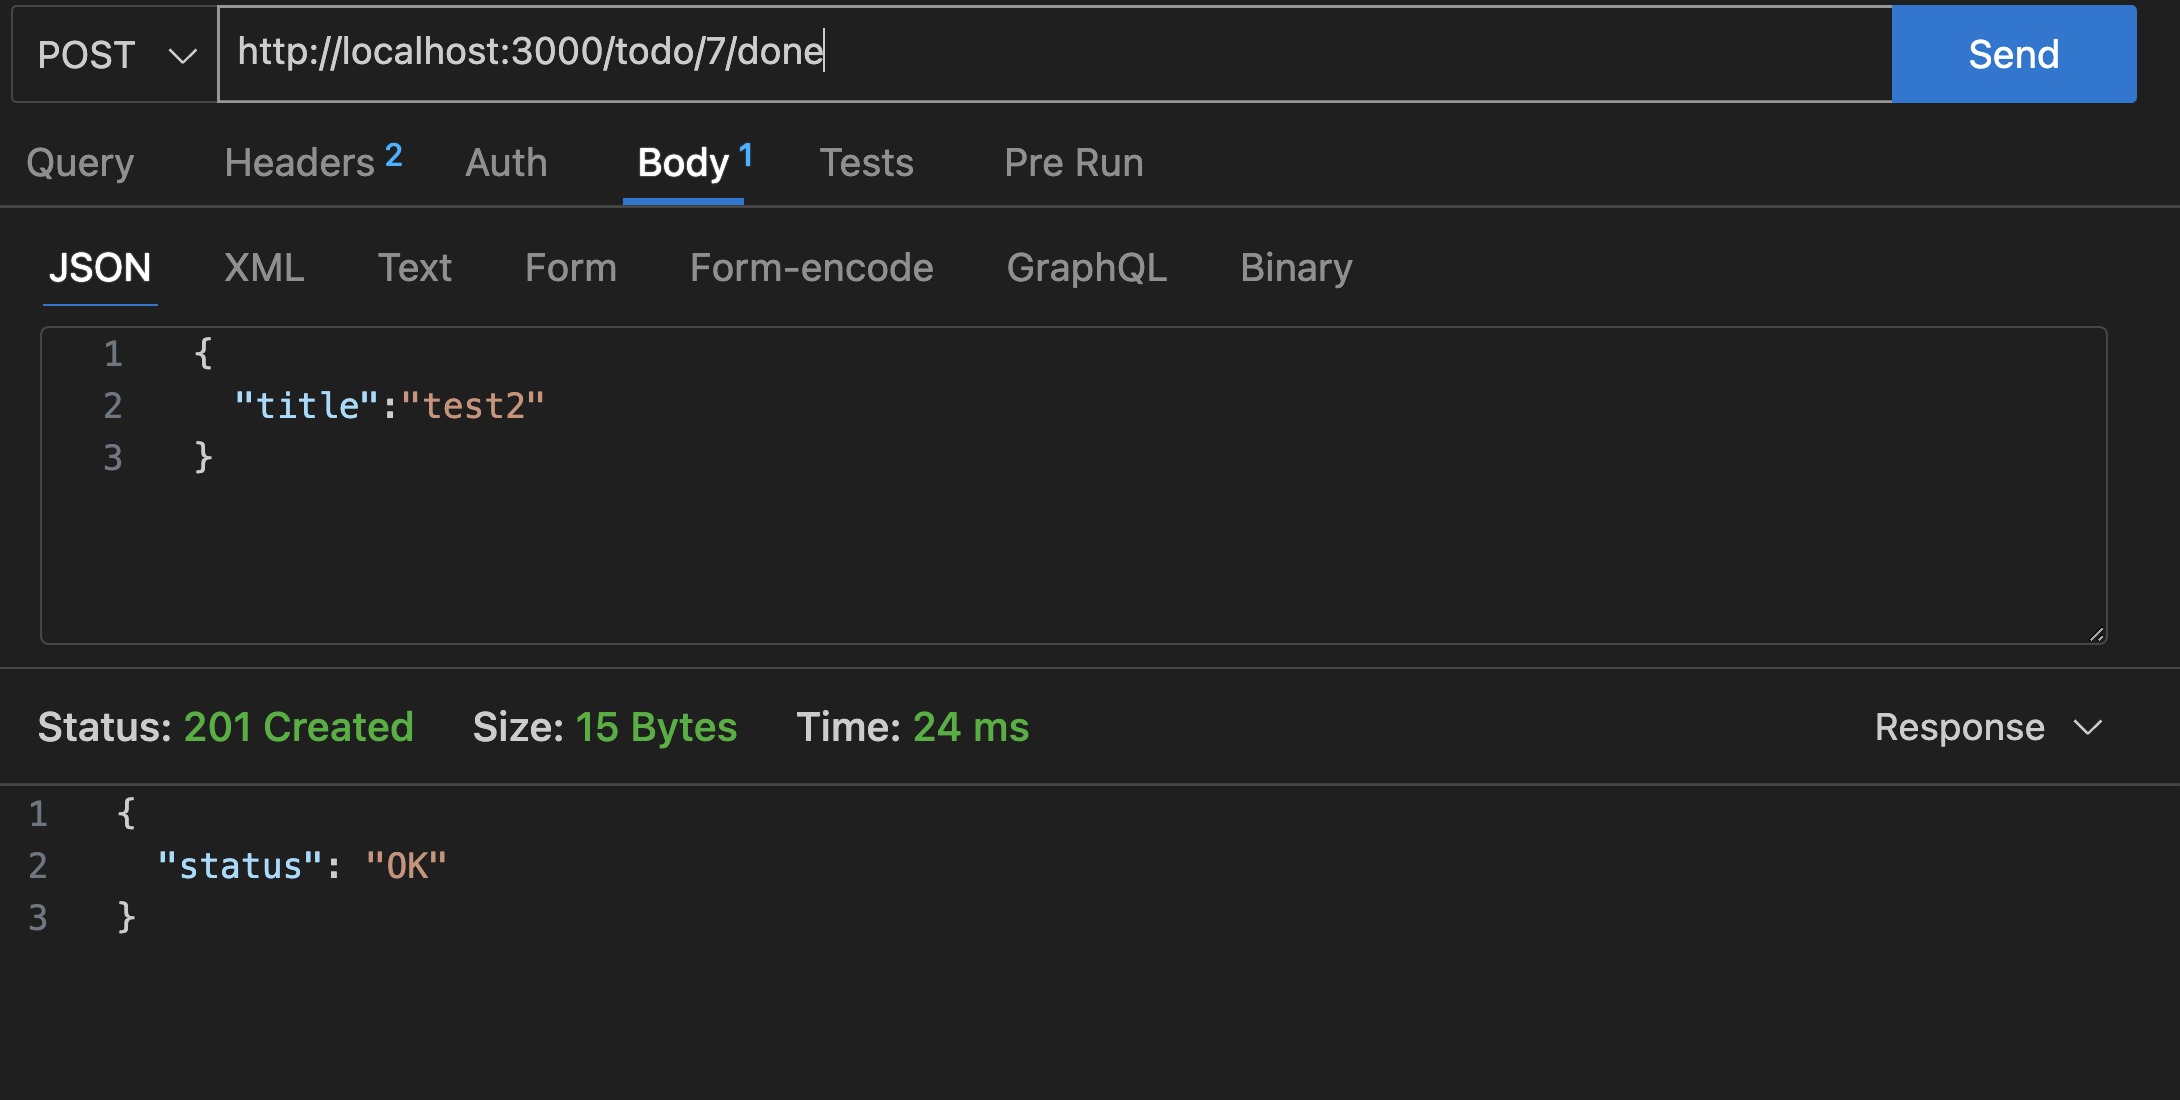 POST http://localhost:3000/todo/7/done Send
Query Headers 2 Auth Body 1 Tests Pre Run
JSON XML Text Form Form-encode GraphQL Binary
1 {
2 "title":"test2"
3 }
Status: 201 Created Size: 15 Bytes Time: 24 ms Response
1 {
2 "status": "OK"
3 }